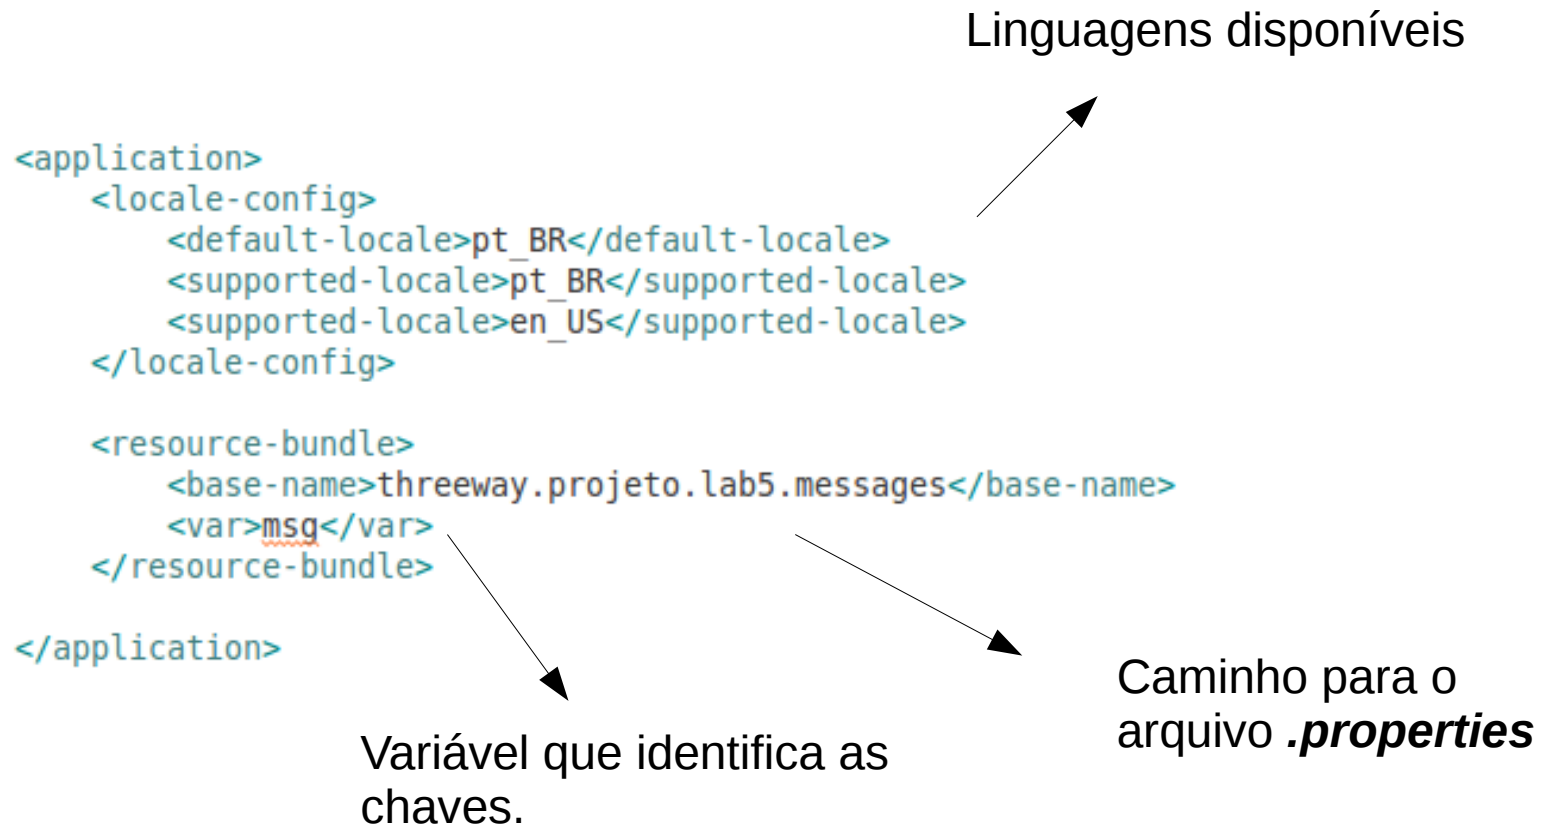 Linguagens disponíveis
<application>
    <locale-config>
        <default-locale>pt_BR</default-locale>
        <supported-locale>pt_BR</supported-locale>
        <supported-locale>en_US</supported-locale>
    </locale-config>
    <resource-bundle>
        <base-name>threeway.projeto.lab5.messages</base-name>
        <var>msg</var>
    </resource-bundle>
</application>
Caminho para o
arquivo .properties
Variável que identifica as
chaves.